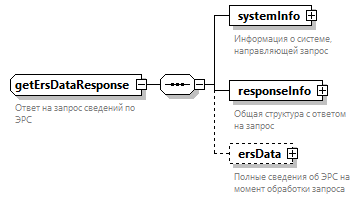 systemInfo
Информация о системе,
направляющей запрос
getErsDataResponse
Ответ на запрос сведений по
ЭРС
responseInfo
Общая структура с ответом
на запрос
ersData
Полные сведения об ЭРС на
момент обработки запроса